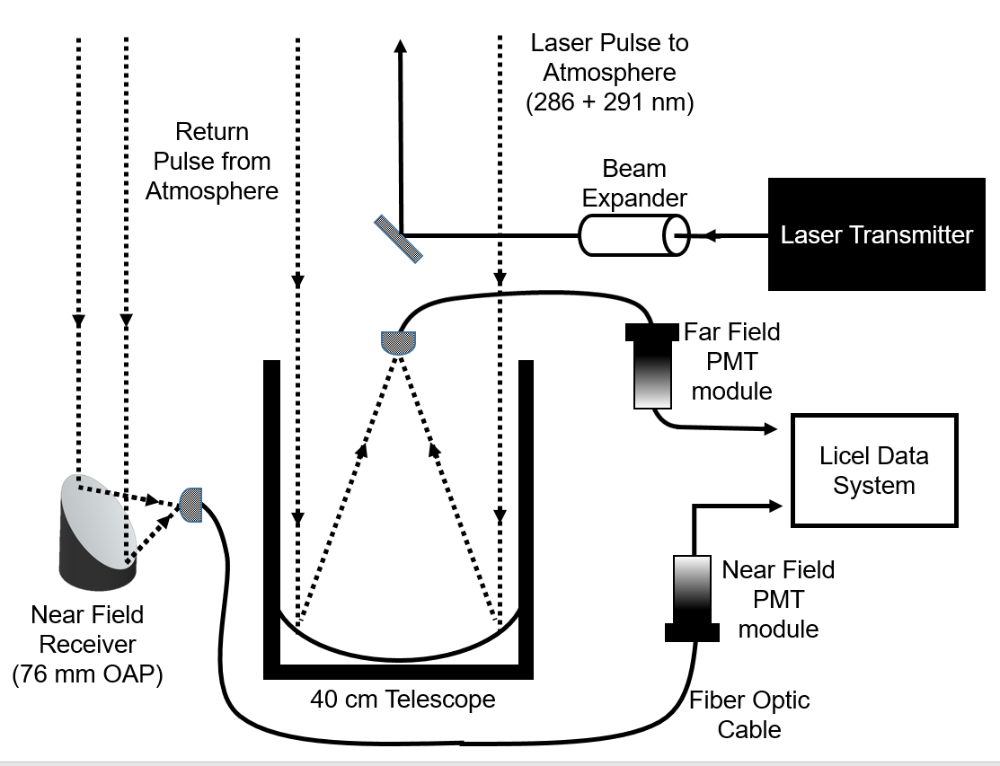 Laser Pulse to
Atmosphere
(286 + 291 nm)
Return
Pulse from
Atmosphere
Beam
Expander
Laser Transmitter
Far Field
PMT
module
Licel Data
System
Near Field
PMT
module
Near Field
Receiver
(76 mm OAP)
40 cm Telescope
Fiber Optic
Cable